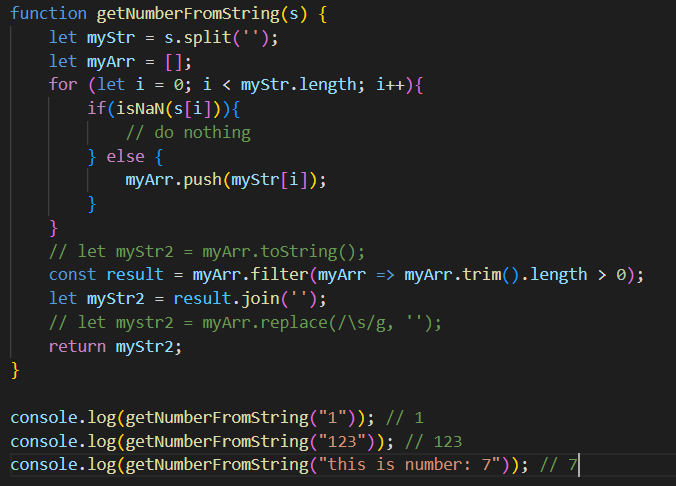 function getNumberFromString(s) {
    let myStr = s.split('');
    let myArr = [];
    for (let i = 0; i < myStr.length; i++){
        if(isNaN(s[i])){
            // do nothing
        } else {
            myArr.push(myStr[i]);
        }
    }
    // let myStr2 = myArr.toString();
    const result = myArr.filter(myArr => myArr.trim().length > 0);
    let myStr2 = result.join('');
    // let mystr2 = myArr.replace(/\s/g, '');
    return myStr2;
}

console.log(getNumberFromString("1")); // 1
console.log(getNumberFromString("123")); // 123
console.log(getNumberFromString("this is number: 7")); // 7